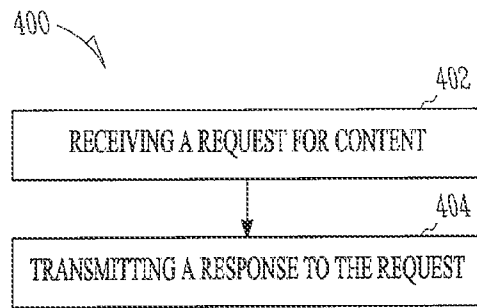 400
402
RECEIVING A REQUEST FOR CONTENT
404
TRANSMITTING A RESPONSE TO THE REQUEST